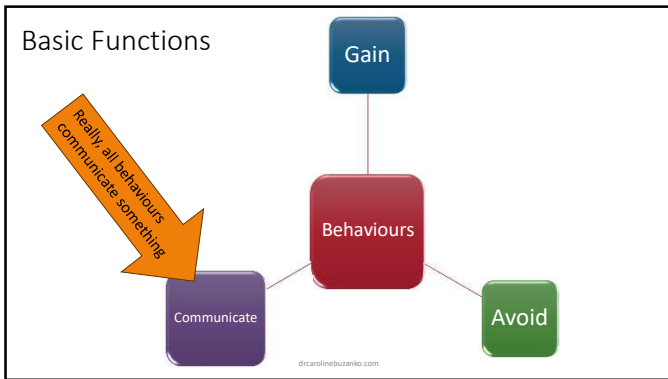 Basic Functions
Gain
Really, all behaviours
communicate something
Behaviours
Communicate
Avoid
drcarolinebuzanko.com